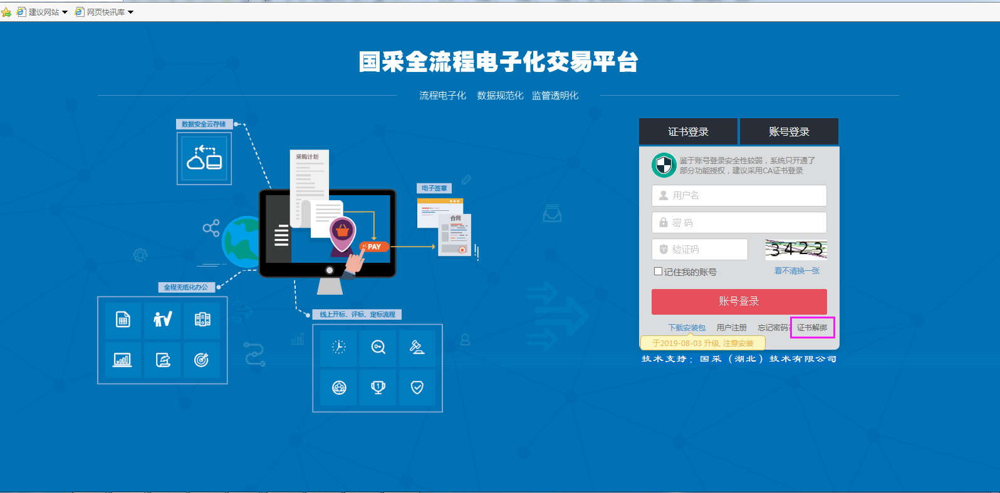 建议网站 网页快讯库
国采全流程电子化交易平台
流程电子化 数据规范化 监管透明化
数据安全云存储
采购计划
电子签章
合同
PAY
全程无纸化办公
线上开标、评标、定标流程
1
证书登录 账号登录
鉴于账号登录安全性较弱，系统只开通了
部分功能授权，建议采用CA证书登录
用户名
密 码
验证码 3423
记住我的账号 看不清换一张
账号登录
下载安装包 用户注册 忘记密码? 证书解绑
于2019-08-03 升级, 注意安装
技术支持：国采（湖北）技术有限公司